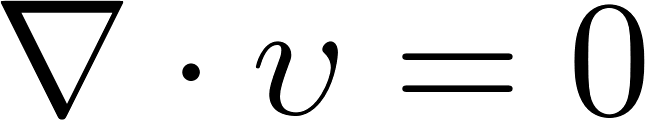 ∇ · υ = 0